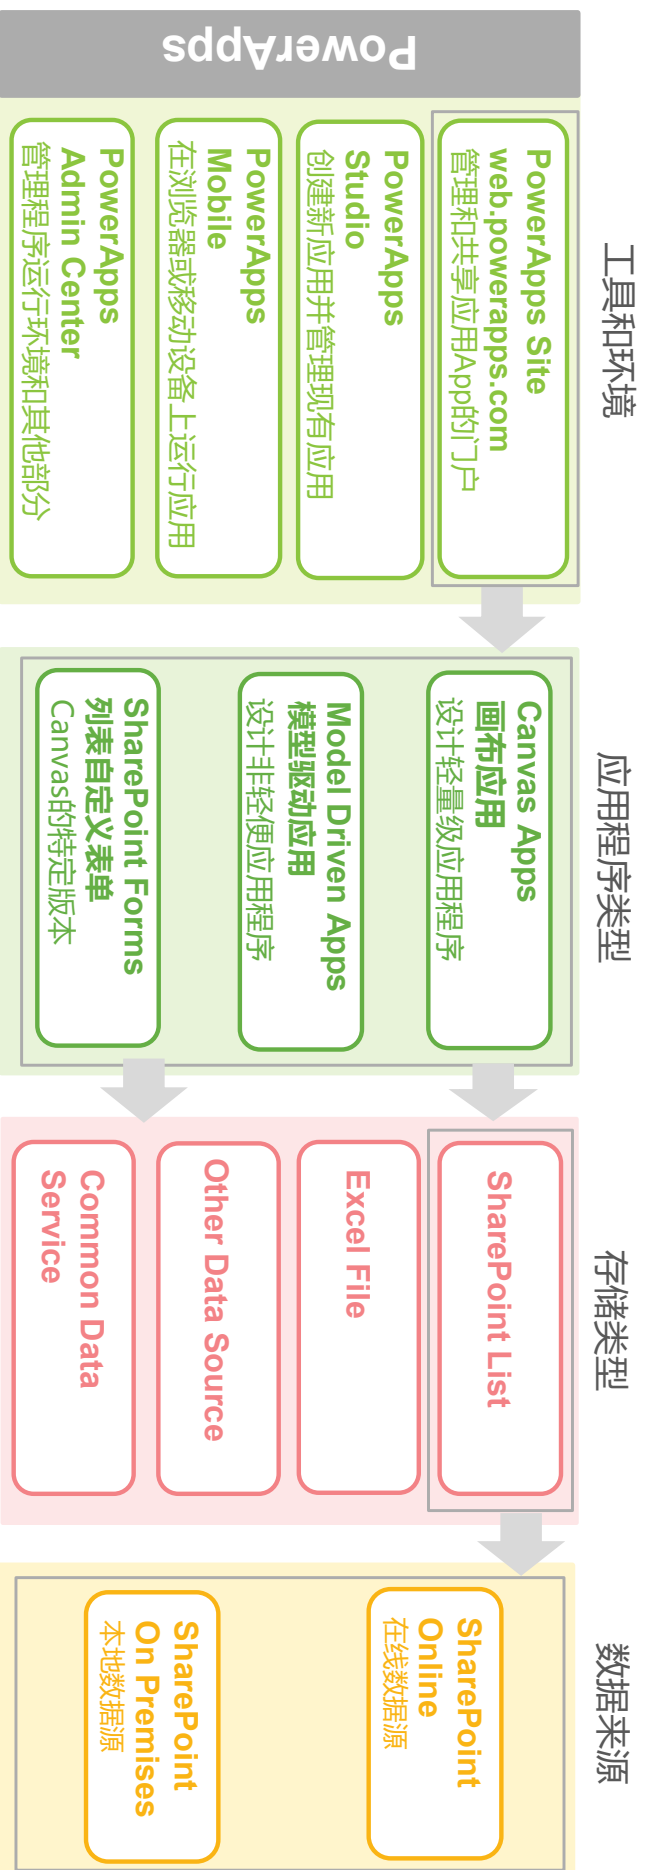 PowerApps
工具和环境
PowerApps Site
web.powerapps.com
管理和共享应用App的门户
PowerApps
Studio
创建新应用并管理现有应用
PowerApps
Mobile
在浏览器或移动设备上运行应用
PowerApps
Admin Center
管理程序运行环境和其他部分
应用程序类型
Canvas Apps
画布应用
设计轻量级应用程序
Model Driven Apps
模型驱动应用
设计非轻便应用程序
SharePoint Forms
列表自定义表单
Canvas的特定版本
存储类型
SharePoint List
Excel File
Other Data Source
Common Data
Service
数据来源
SharePoint
Online
在线数据源
SharePoint
On Premises
本地数据源